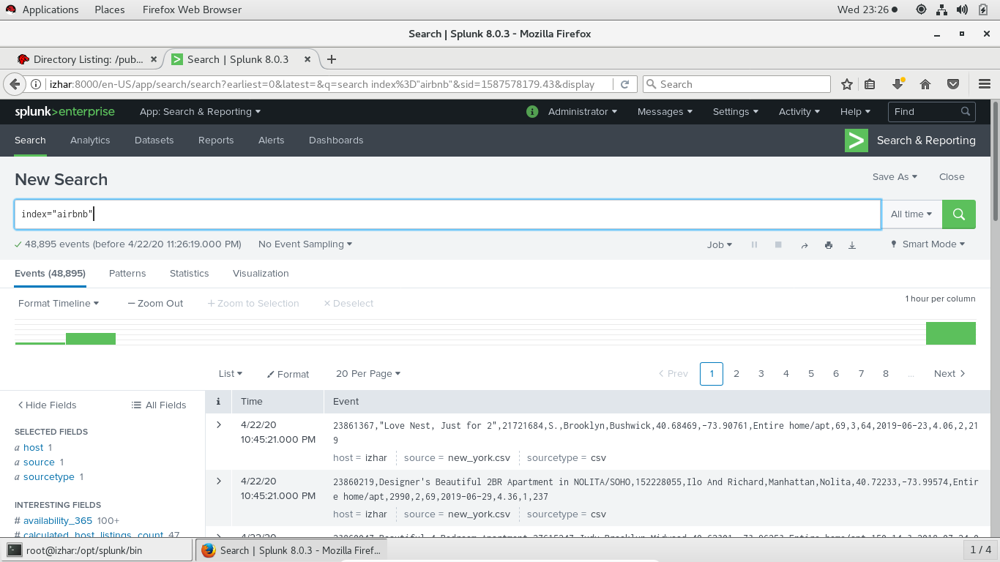 Applications Places Firefox Web Browser Wed 23:26
Search | Splunk 8.0.3 - Mozilla Firefox
Directory Listing: /pub... Search | Splunk 8.0.3
izhar:8000/en-US/app/search/search?earliest=0&latest=&q=search index%3D"airbnb"&sid=1587578179.43&display Search
splunk>enterprise App: Search & Reporting Administrator Messages Settings Activity Help Find
Search Analytics Datasets Reports Alerts Dashboards Search & Reporting
New Search Save As Close
index="airbnb" All time
48,895 events (before 4/22/20 11:26:19.000 PM) No Event Sampling Job Smart Mode
Events (48,895) Patterns Statistics Visualization
Format Timeline — Zoom Out + Zoom to Selection × Deselect 1 hour per column
List Format 20 Per Page < Prev 1 2 3 4 5 6 7 8 ... Next >
< Hide Fields All Fields i Time Event
SELECTED FIELDS
a host 1
a source 1
a sourcetype 1
INTERESTING FIELDS
# availability_365 100+
# calculated_host_listings_count 47
> 4/22/20 23861367,"Love Nest, Just for 2",21721684,S.,Brooklyn,Bushwick,40.68469,-73.90761,Entire home/apt,69,3,64,2019-06-23,4.06,2,21
10:45:21.000 PM 9
host = izhar source = new_york.csv sourcetype = csv
> 4/22/20 23860219,Designer's Beautiful 2BR Apartment in NOLITA/SOHO,152228055,Ilo And Richard,Manhattan,Nolita,40.72233,-73.99574,Entir
10:45:21.000 PM e home/apt,2990,2,69,2019-06-29,4.36,1,237
host = izhar source = new_york.csv sourcetype = csv
root@izhar:/opt/splunk/bin Search | Splunk 8.0.3 - Mozilla Firef... 1 / 4